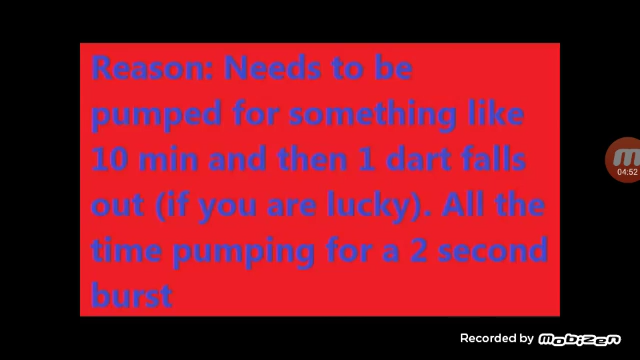 Reason: Needs to be
pumped for something like
10 min and then 1 dart falls
out (if you are lucky). All the
time pumping for a 2 second
burst
04:52
Recorded by mobizen